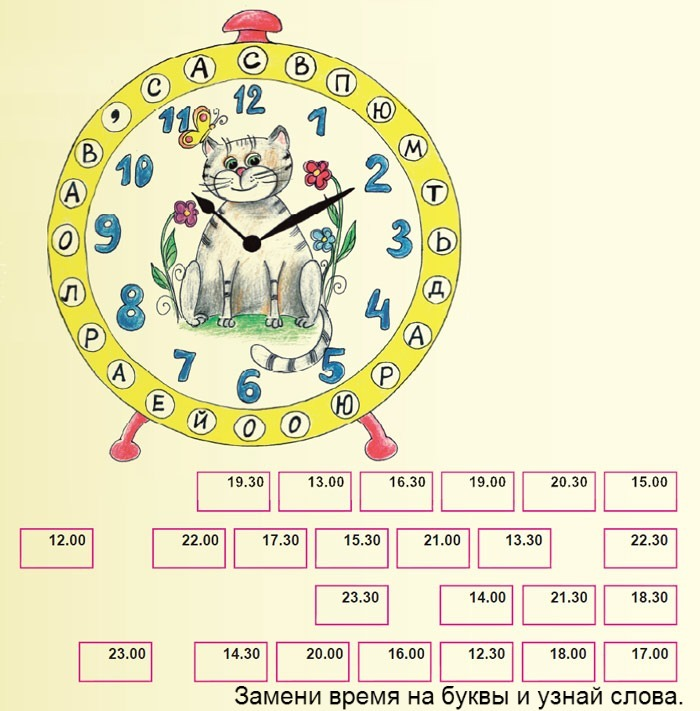 С В П Ю М Т Ь Д А Р Ю О О Й Е А Р Л О А В , С А
12 1 2 3 4 5 6 7 8 9 10 11
19.30 13.00 16.30 19.00 20.30 15.00
12.00 22.00 17.30 15.30 21.00 13.30 22.30
23.30 14.00 21.30 18.30
23.00 14.30 20.00 16.00 12.30 18.00 17.00
Замени время на буквы и узнай слова.